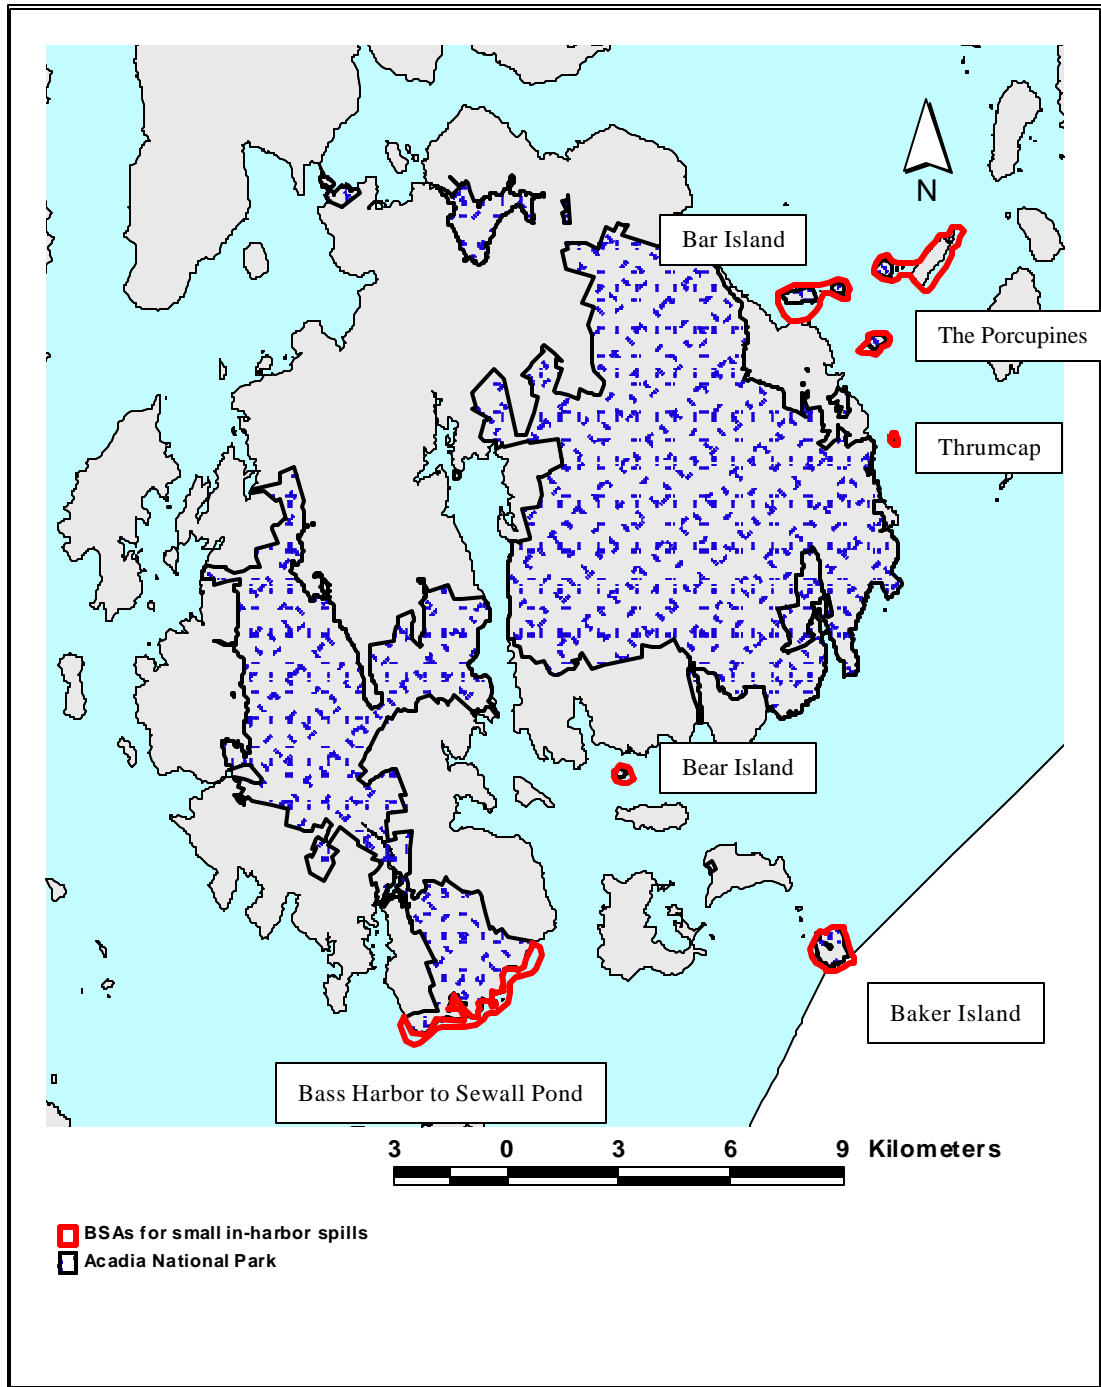 N
Bar Island
The Porcupines
Thrumcap
Bear Island
Baker Island
Bass Harbor to Sewall Pond
3 0 3 6 9 Kilometers
BSAs for small in-harbor spills
Acadia National Park